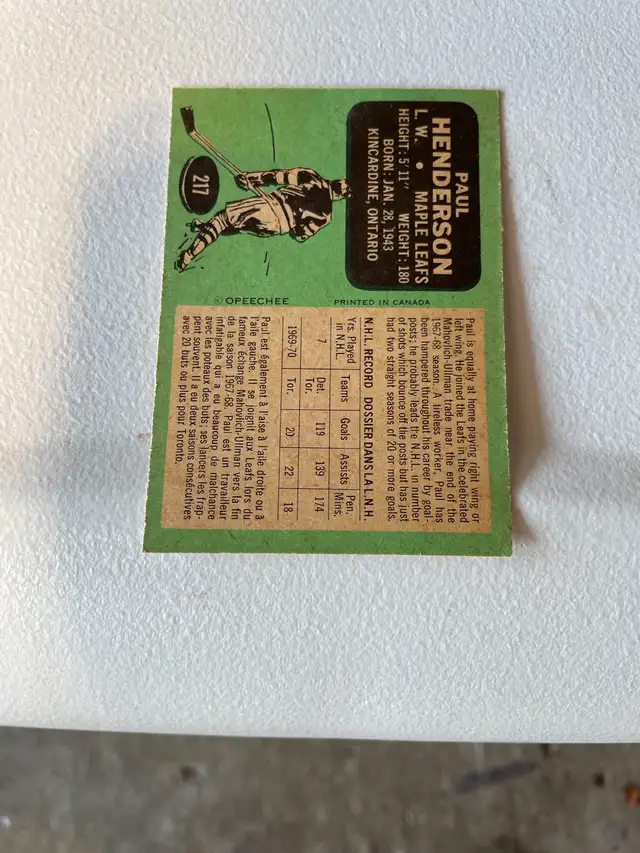 PAUL
HENDERSON
L. W. • MAPLE LEAFS
HEIGHT: 5' 11" WEIGHT: 180
BORN: JAN. 28, 1943
KINCARDINE, ONTARIO
217
© OPEECHEE
PRINTED IN CANADA
Paul is equally at home playing right wing or
left wing. He joined the Leafs in the celebrated
Mahovlich-Ullman trade near the end of the
1967-68 season. A tireless worker, Paul has
been hampered throughout his career by goal-
posts; he probably leads the N.H.L. in number
of shots which bounce off the posts but has just
had two straight seasons of 20 or more goals.
N.H.L. RECORD DOSSIER DANS LA L.N.H.
Yrs. Played in N.H.L. Teams Goals Assists Pen. Mins.
7 Det. Tor. 119 139 174
1969-70 Tor. 20 22 18
Paul est également à l'aise à l'aile droite ou à
l'aile gauche. Il se joignit aux Leafs lors du
fameux échange Mahovlich-Ullman vers la fin
de la saison 1967-68. Paul est un travailleur
infatigable qui a eu beaucoup de malchance
avec les poteaux des buts; ses lancers les frap-
pent souvent. Il a eu deux saisons consécutives
avec 20 buts ou plus pour Toronto.